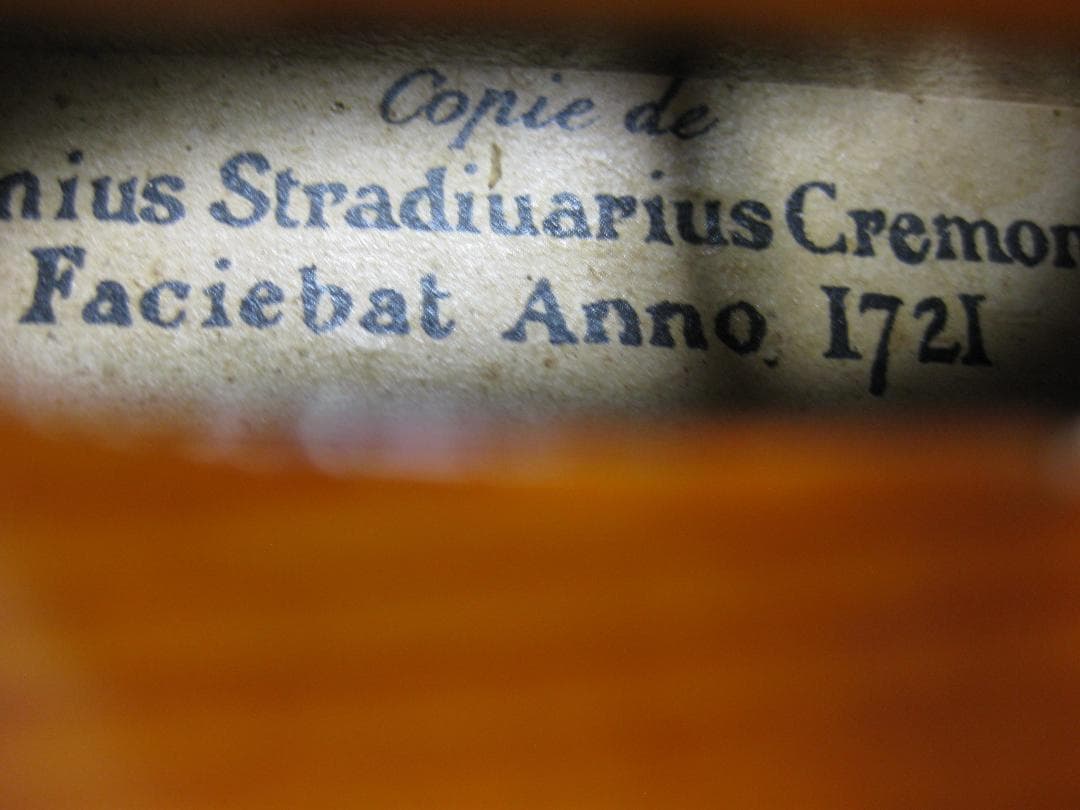 Copie de
nius Stradiuarius Cremon
Faciebat Anno 1721